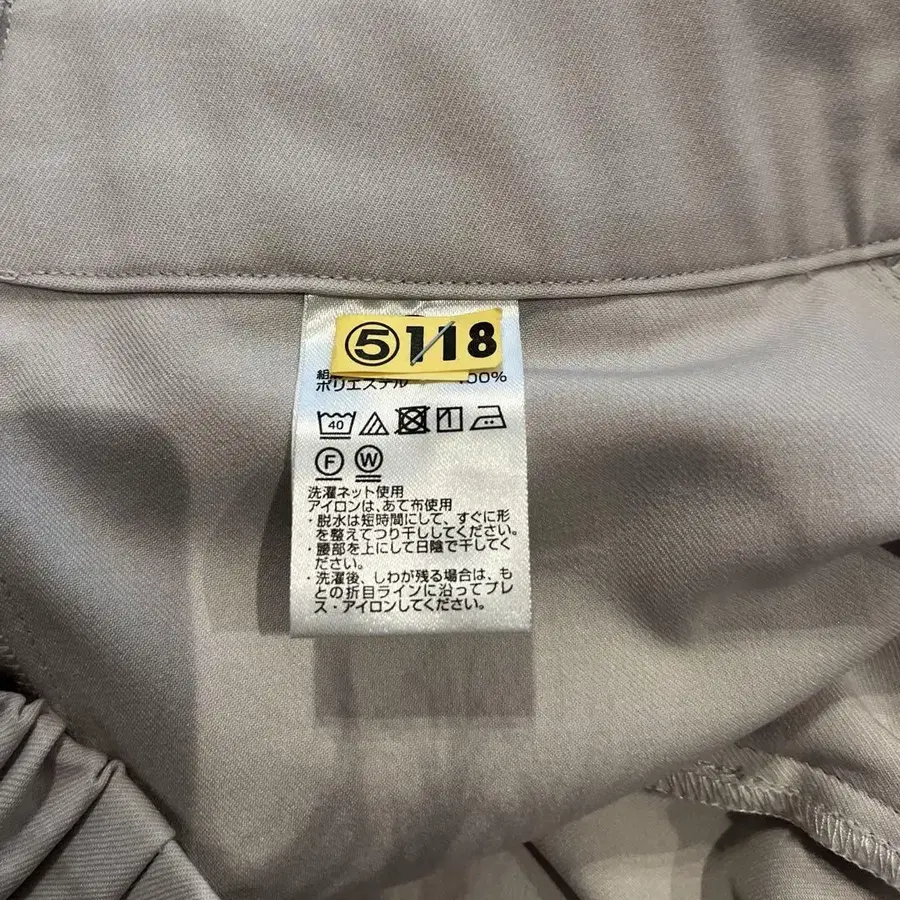 ⑤1/18
組
ポリエステル 100%
40
F W
洗濯ネット使用
アイロンは、あて布使用
・脱水は短時間にして、すぐに形
を整えてつり干ししてください。
・腰部を上にして日陰で干してく
ださい。
・洗濯後、しわが残る場合は、も
との折目ラインに沿ってプレ
ス・アイロンしてください。